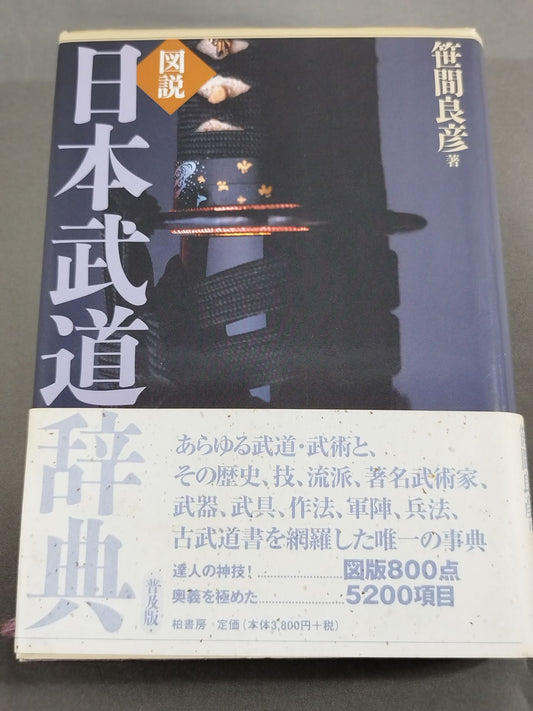 図説
日本武道辞典
普及版
笹間良彦 著
あらゆる武道・武術と、
その歴史、技、流派、著名武術家、
武器、武具、作法、軍陣、兵法、
古武道書を網羅した唯一の事典
達人の神技!……………図版800点
奥義を極めた……………5200項目
柏書房 定価(本体3,800円+税)